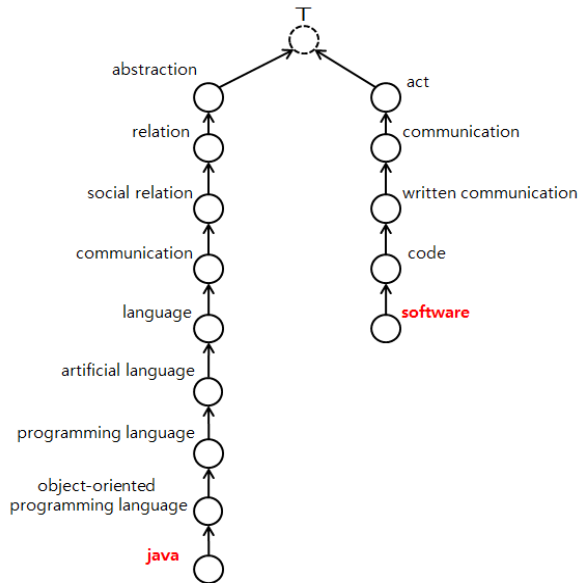 T
abstraction
act
relation
communication
social relation
written communication
communication
code
language
software
artificial language
programming language
object-oriented
programming language
java